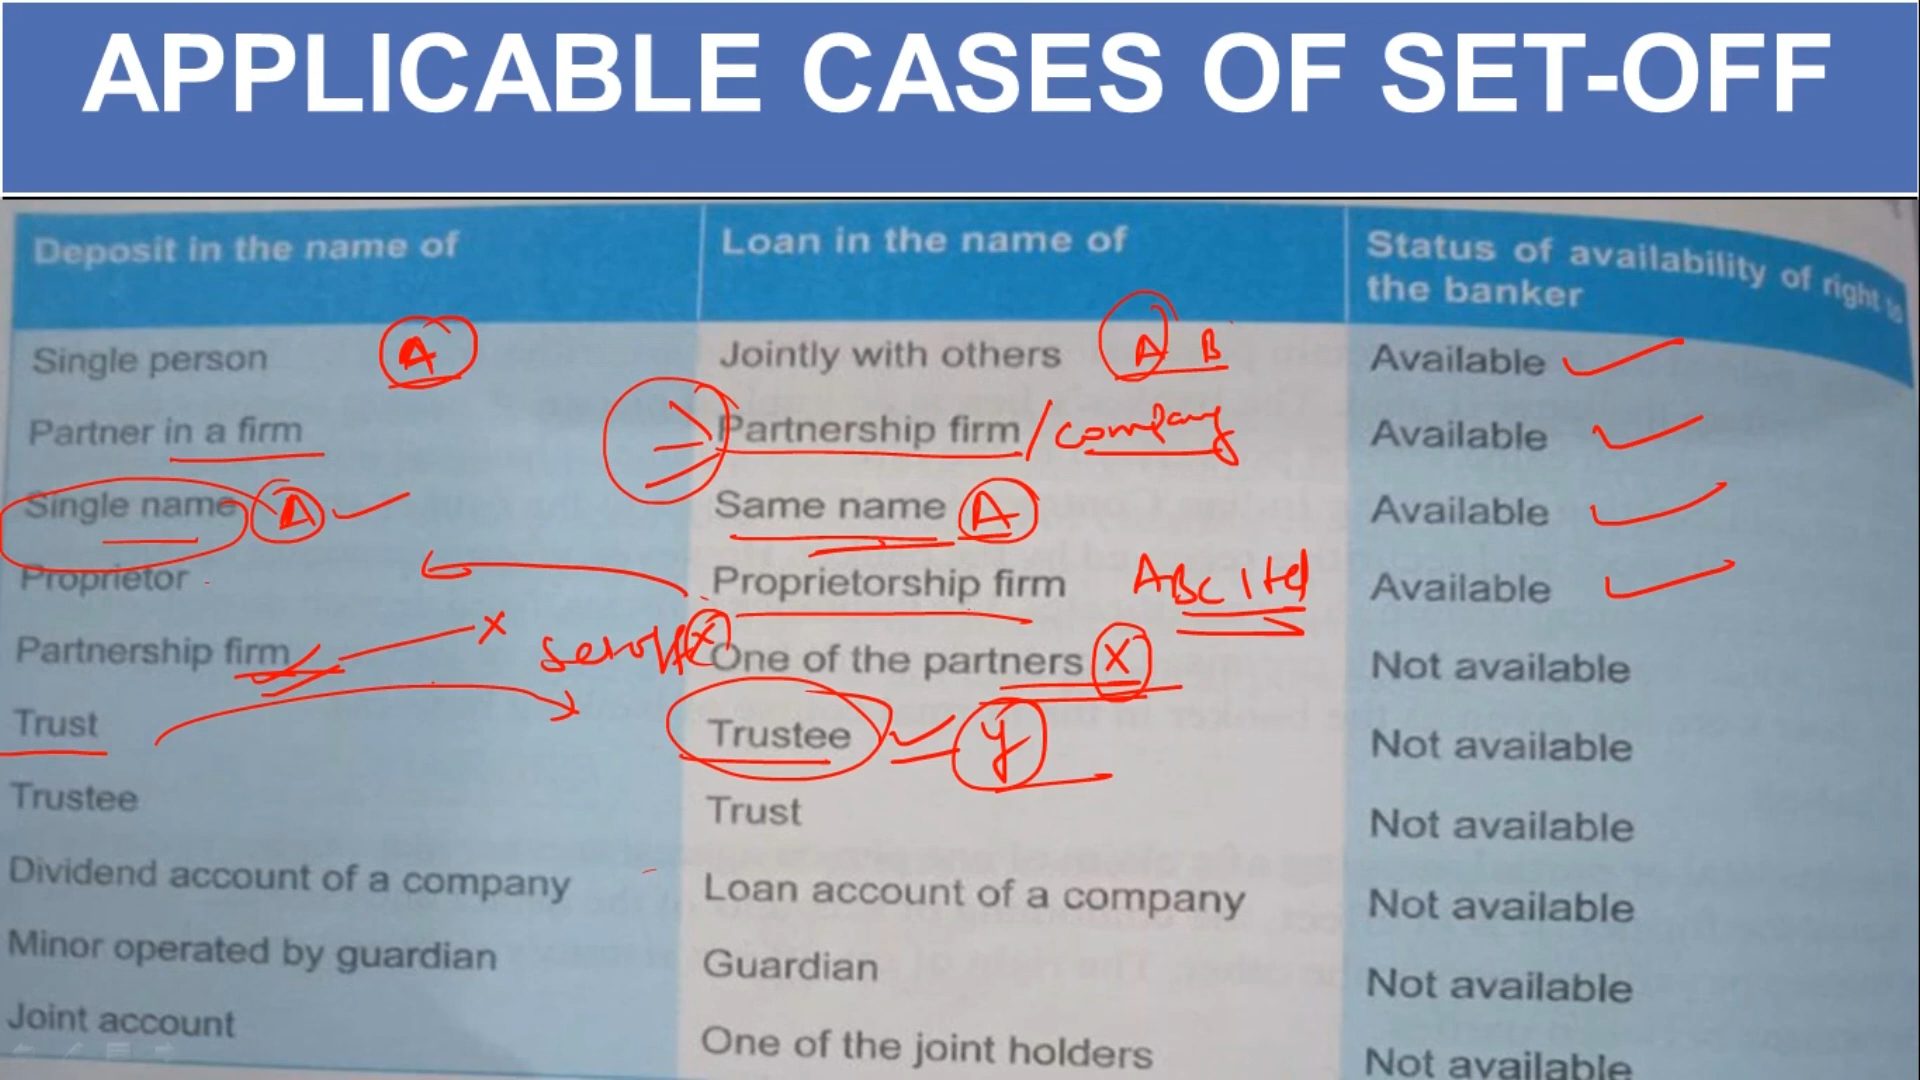 APPLICABLE CASES OF SET-OFF
Deposit in the name of Loan in the name of Status of availability of right to
the banker
Single person A Jointly with others A B Available
Partner in a firm Partnership firm / company Available
Single name A Same name A Available
Proprietor Proprietorship firm ABC ltd Available
Partnership firm x set off x One of the partners x Not available
Trust Trustee y Not available
Trustee Trust Not available
Dividend account of a company Loan account of a company Not available
Minor operated by guardian Guardian Not available
Joint account One of the joint holders Not available